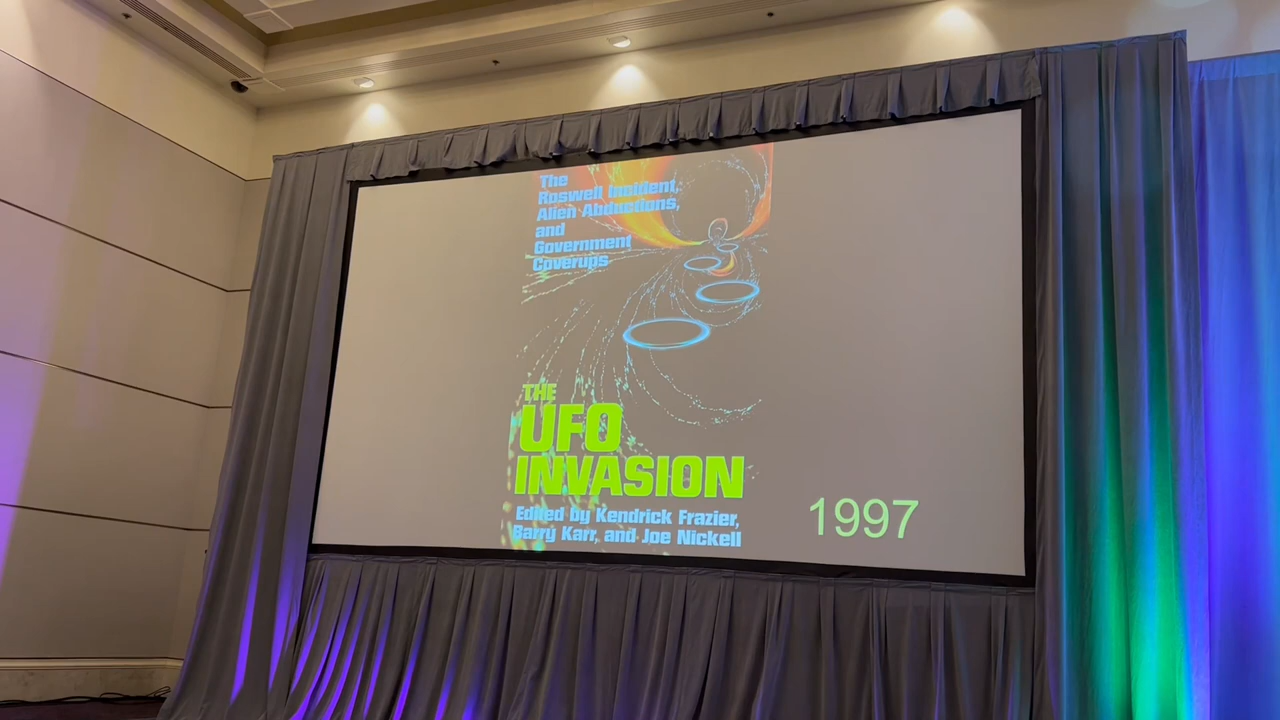 The
Roswell Incident,
Alien Abductions,
and
Government
Coverups
THE
UFO
INVASION
Edited by Kendrick Frazier,
Barry Karr, and Joe Nickell
1997